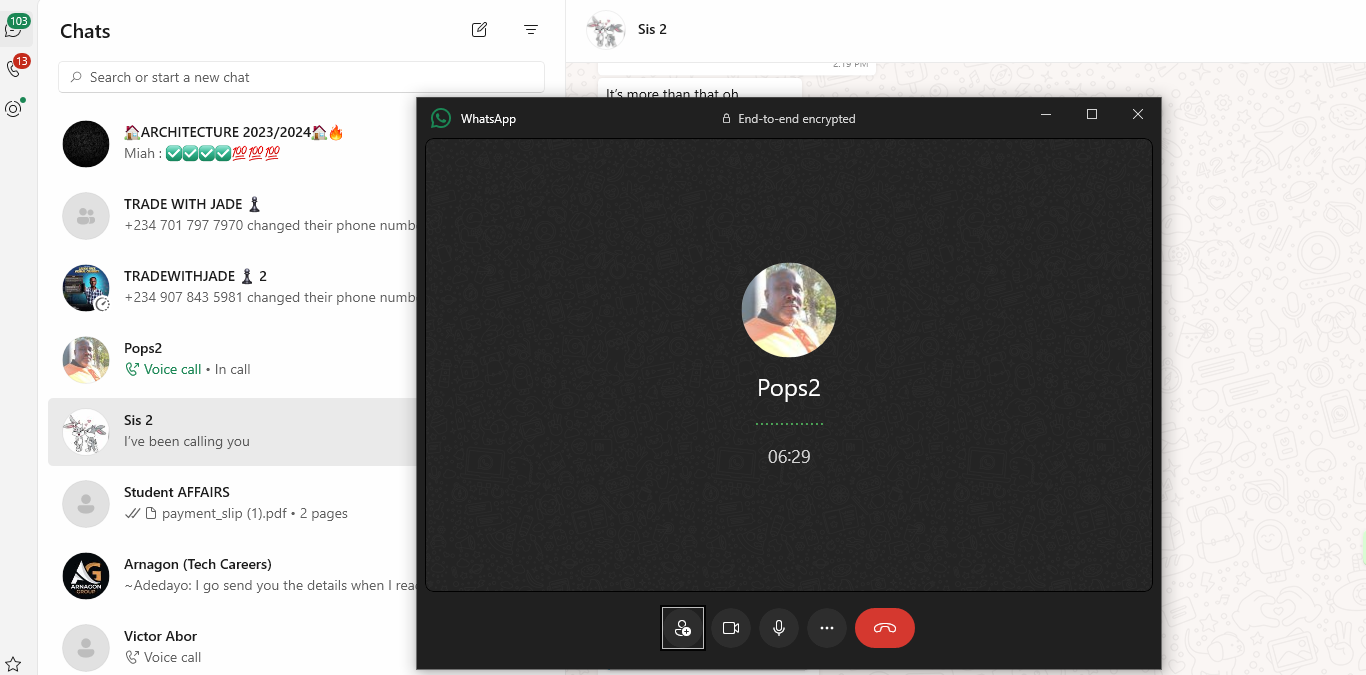 103
13
Chats
Search or start a new chat
🏠ARCHITECTURE 2023/2024🏠🔥
Miah : ✅✅✅✅💯💯💯
TRADE WITH JADE ♟️
+234 701 797 7970 changed their phone numb
TRADEWITHJADE ♟️ 2
+234 907 843 5981 changed their phone numb
Pops2
Voice call • In call
Sis 2
I've been calling you
Student AFFAIRS
payment_slip (1).pdf • 2 pages
Arnagon (Tech Careers)
~Adedayo: I go send you the details when I rea
ARNAGON
GROUP
Victor Abor
Voice call
Sis 2
2:19 PM
It's more than that oh
WhatsApp
End-to-end encrypted
Pops2
06:29